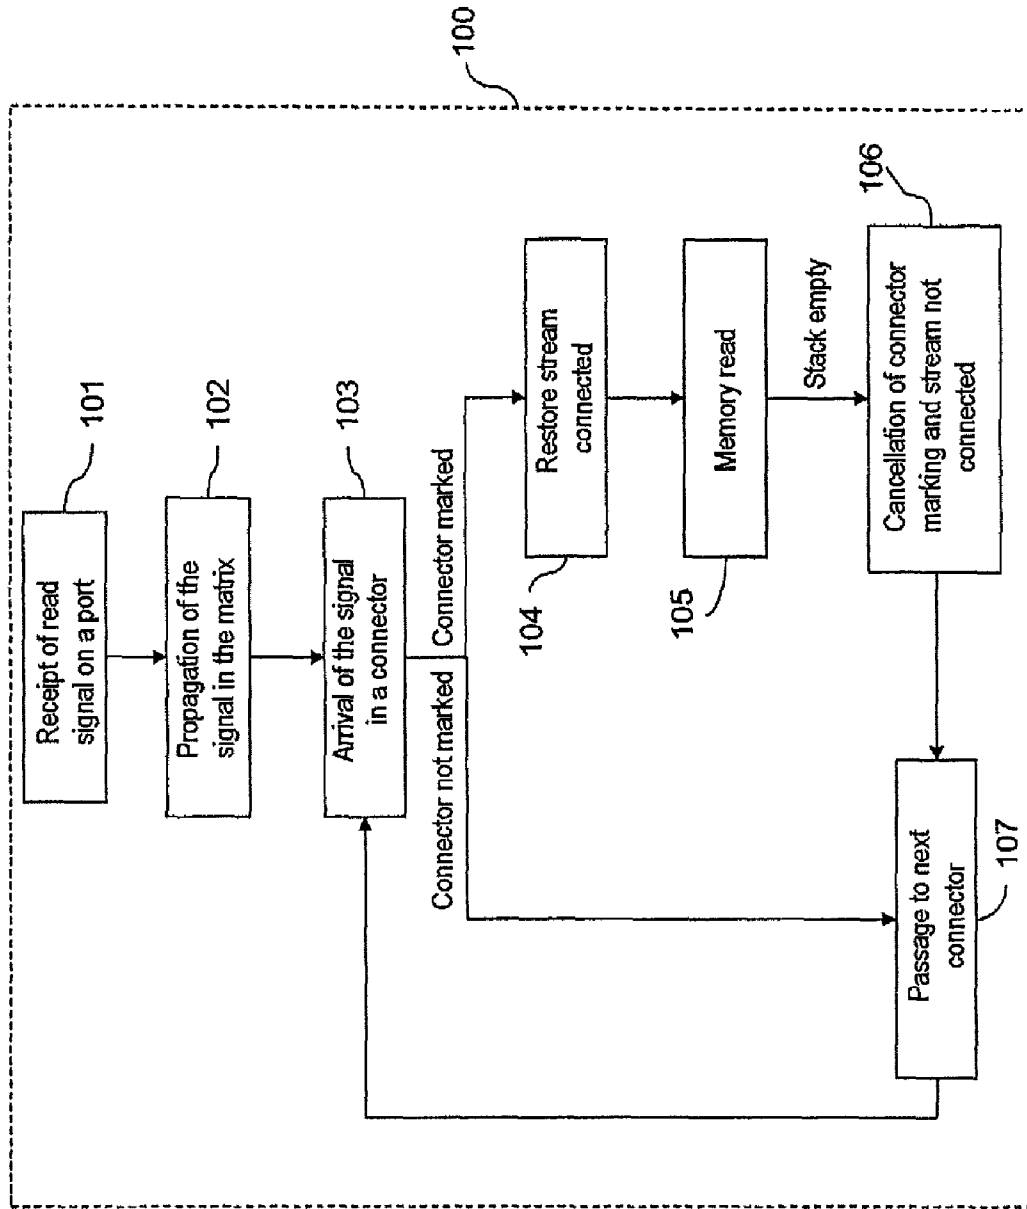 100
Receipt of read
signal on a port
101
Propagation of the
signal in the matrix
102
Arrival of the signal
in a connector
103
Connector not marked
Connector marked
Restore stream
connected
104
Memory read
105
Stack empty
Cancellation of connector
marking and stream not
connected
106
Passage to next
connector
107